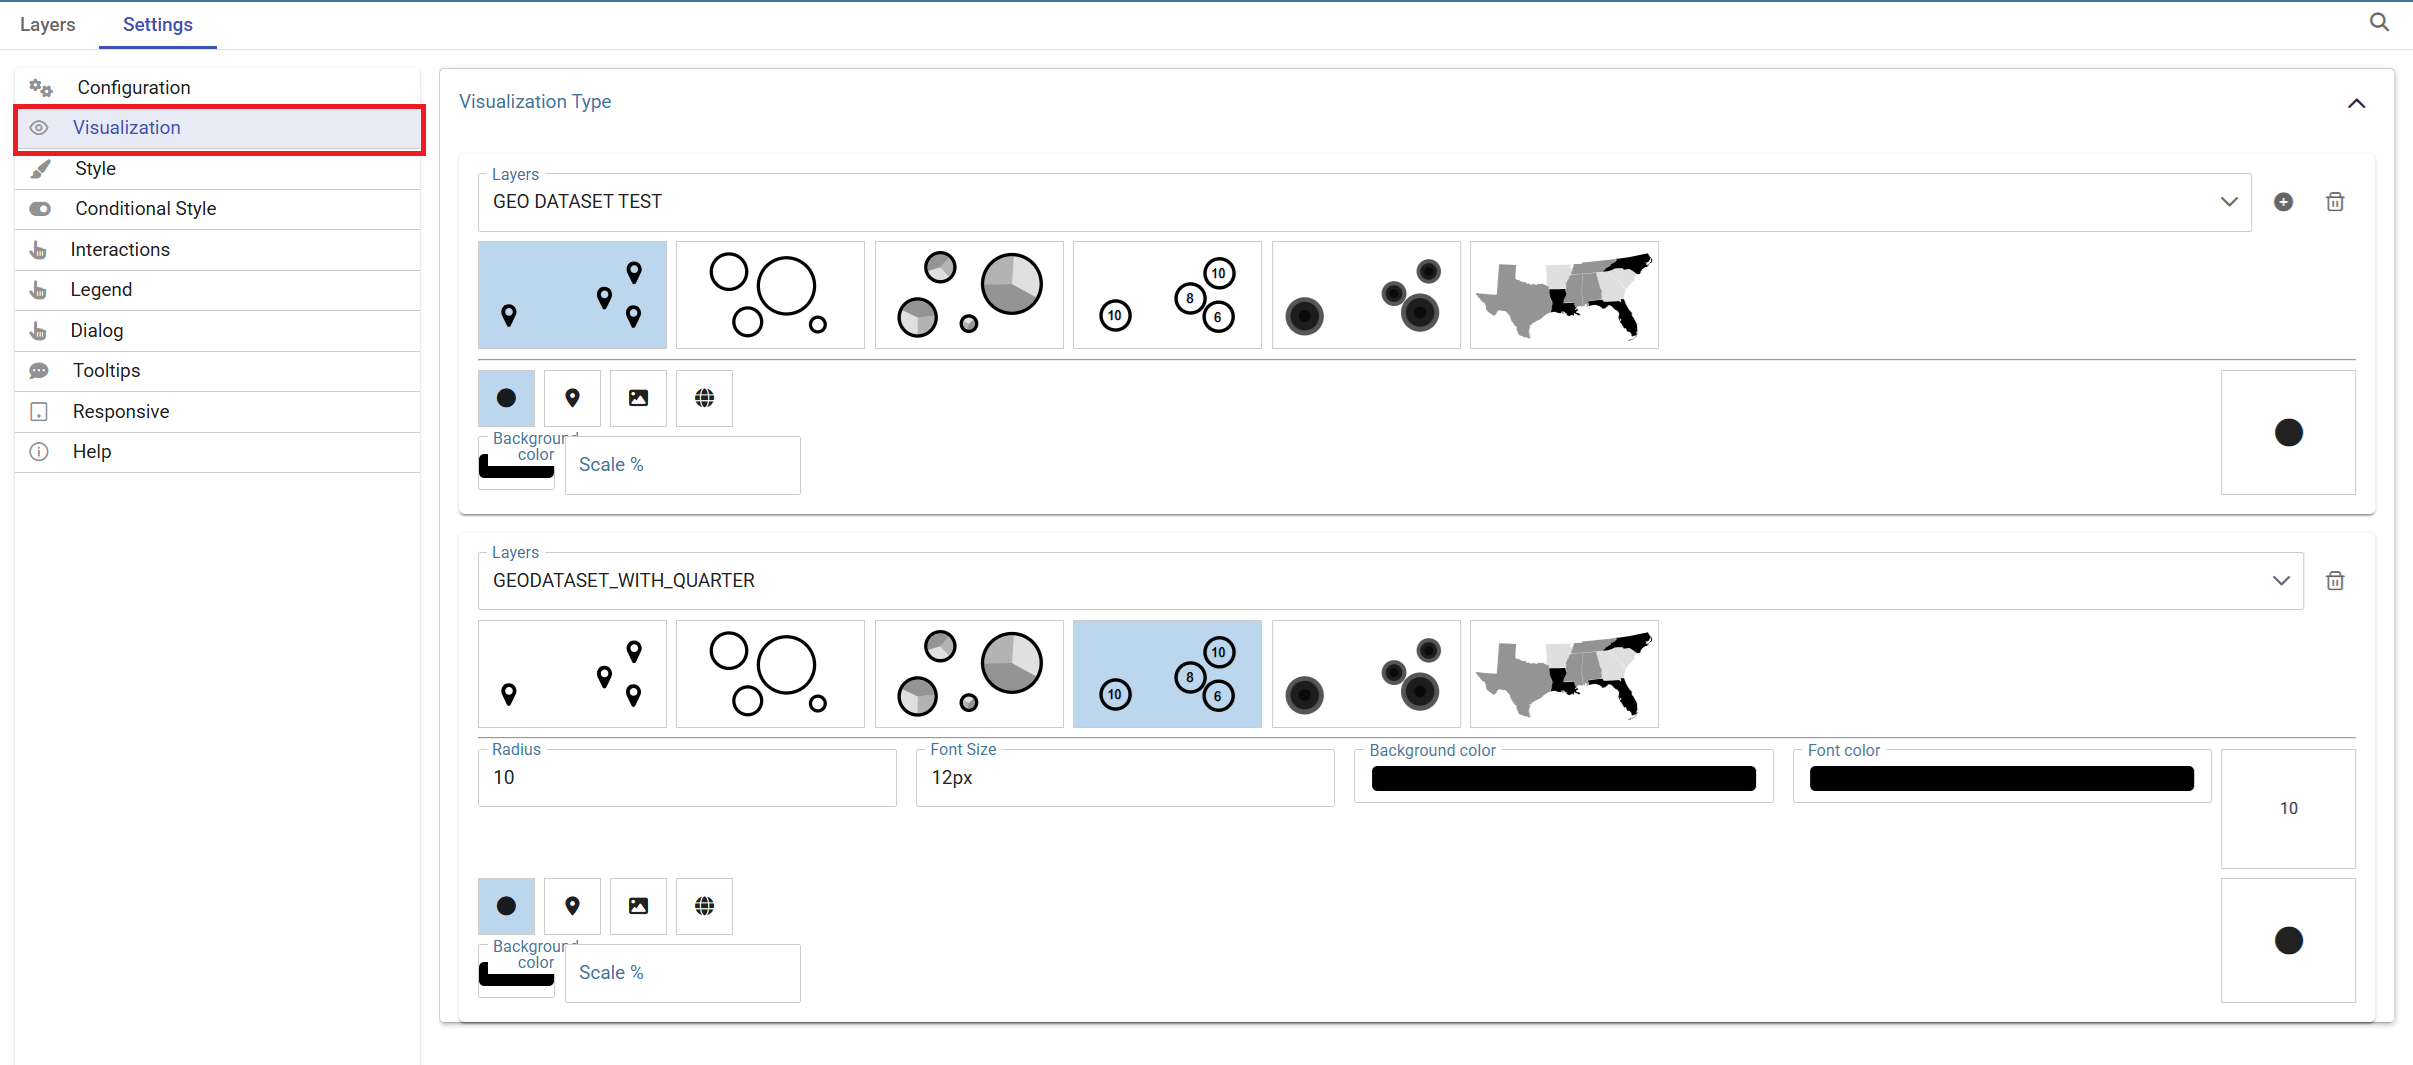 Layers
Settings
Configuration
Visualization
Style
Conditional Style
Interactions
Legend
Dialog
Tooltips
Responsive
Help
Visualization Type
Layers
GEO DATASET TEST
10
8
10
6
Background
color
Scale %
Layers
GEODATASET_WITH_QUARTER
10
8
10
6
Radius
10
Font Size
12px
Background color
Font color
10
Background
color
Scale %